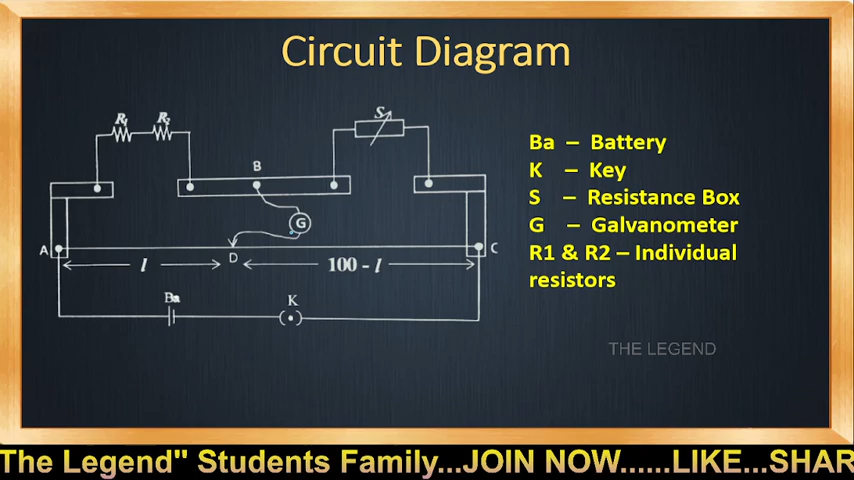 Circuit Diagram
R1 R2
S
B
G
A
C
D
l
100 - l
Ba
K
Ba – Battery
K – Key
S – Resistance Box
G – Galvanometer
R1 & R2 – Individual
resistors
THE LEGEND
The Legend" Students Family...JOIN NOW......LIKE...SHAR